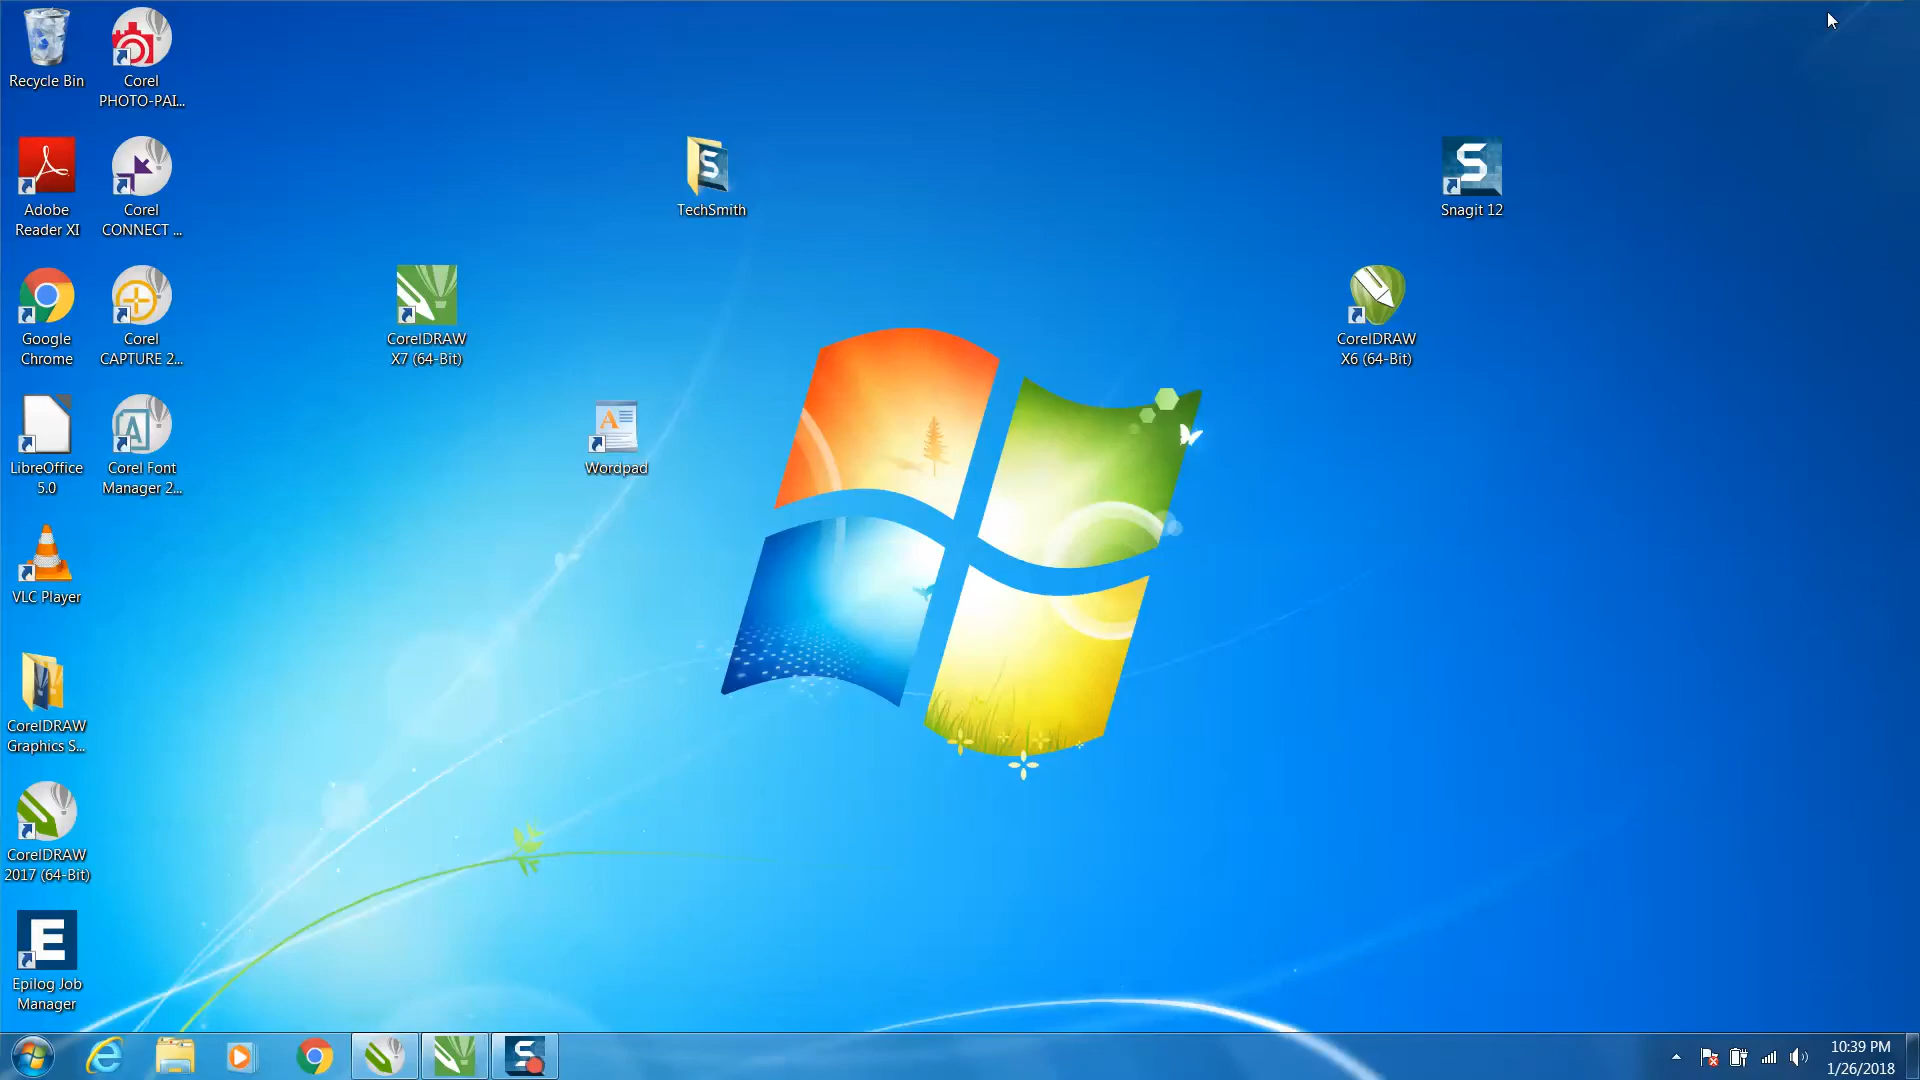 Recycle Bin
Corel
PHOTO-PAI...
Adobe
Reader XI
Corel
CONNECT ...
TechSmith
Snagit 12
Google
Chrome
Corel
CAPTURE 2...
CorelDRAW
X7 (64-Bit)
CorelDRAW
X6 (64-Bit)
LibreOffice
5.0
Corel Font
Manager 2...
Wordpad
VLC Player
CorelDRAW
Graphics S...
CorelDRAW
2017 (64-Bit)
Epilog Job
Manager
10:39 PM
1/26/2018